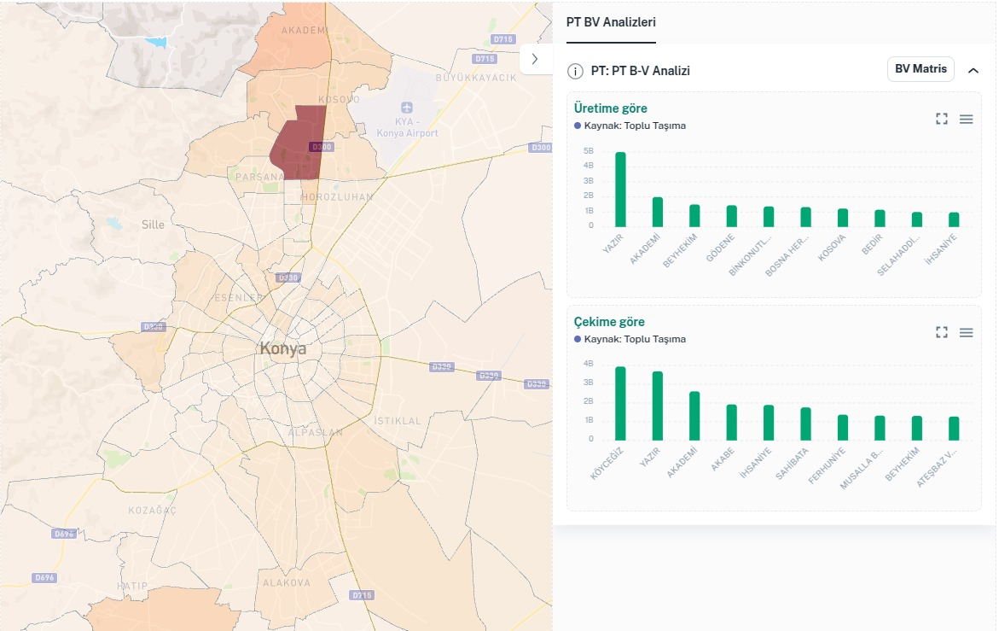 AKADEMİ
D715
D715
BÜYÜKKAYACIK
KOSOVO
KYA -
Konya Airport
D300
D300
PARSANA
HOROZLUHAN
Sille
D330
ESENLER
D330
Konya
D330
D330
D330
İSTIKLAL
ALPASLAN
KOZAĞAÇ
D696
D696
HATIP
ALAKOVA
D715
PT BV Analizleri
PT: PT B-V Analizi
BV Matris
Üretime göre
Kaynak: Toplu Taşıma
5B
4B
3B
2B
1B
0
YAZIR
AKADEMİ
BEYHEKİM
GÖDENE
BİNKONUTL...
BOSNA HER...
KOSOVA
BEDİR
SELAHADDİ...
İHSANİYE
Çekime göre
Kaynak: Toplu Taşıma
4B
3B
2B
1B
0
KÖYCEĞİZ
YAZIR
AKADEMİ
AKABE
İHSANİYE
SAHİBATA
FERHUNİYE
MUSALLA B...
BEYHEKİM
ATEŞBAZ V...